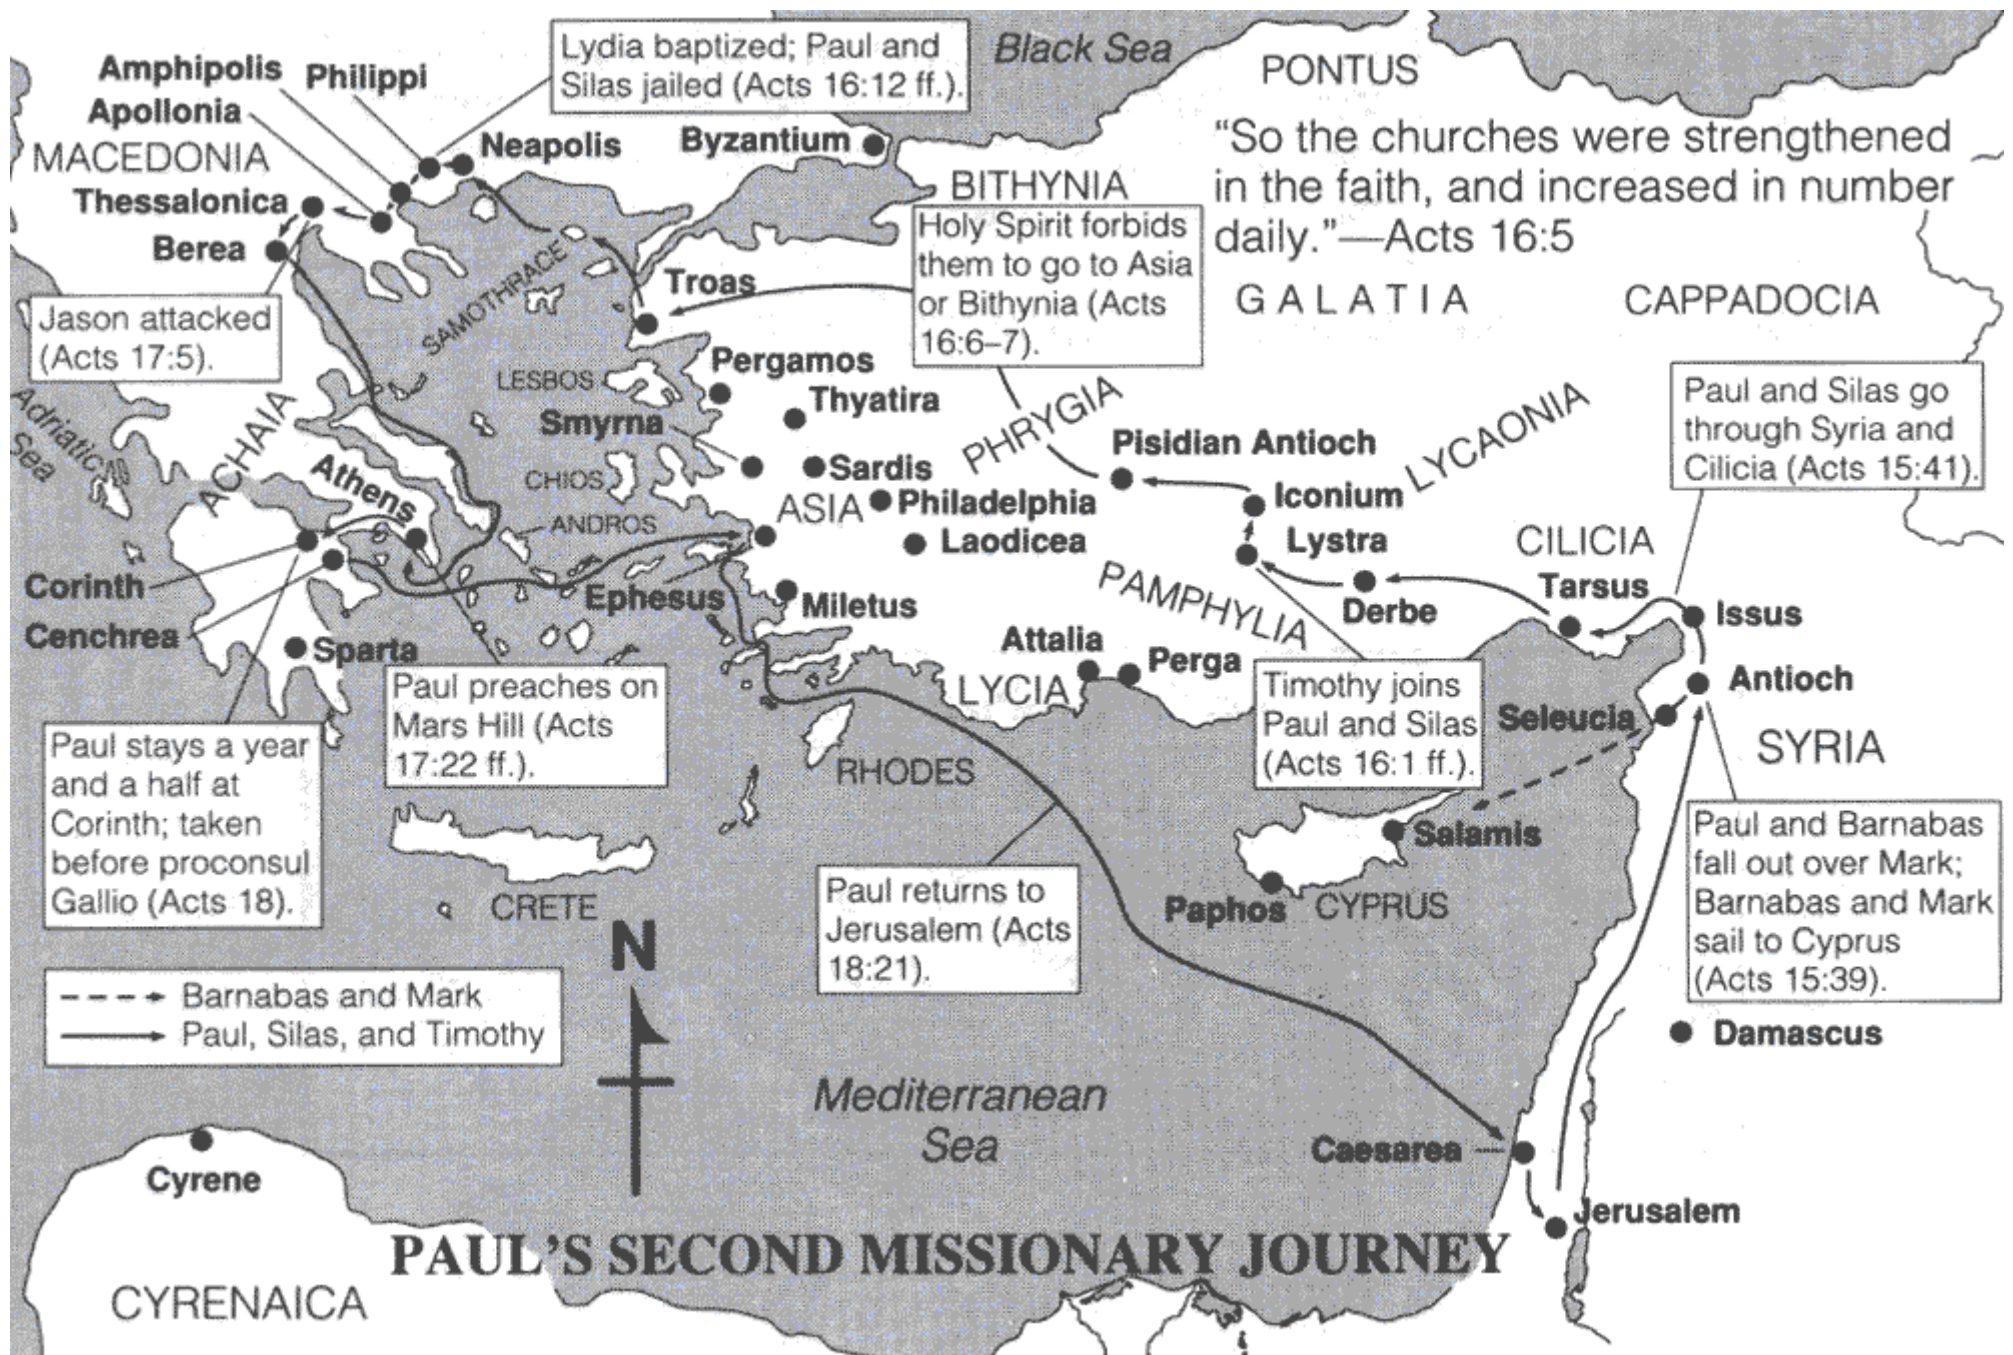 Lydia baptized; Paul and
Silas jailed (Acts 16:12 ff.).
Black Sea
PONTUS
Amphipolis
Philippi
Apollonia
"So the churches were strengthened
in the faith, and increased in number
daily."—Acts 16:5
MACEDONIA
Neapolis
Byzantium
BITHYNIA
Thessalonica
Berea
Holy Spirit forbids
them to go to Asia
or Bithynia (Acts
16:6–7).
Troas
SAMOTHRACE
GALATIA
CAPPADOCIA
Jason attacked
(Acts 17:5).
Pergamos
LESBOS
Thyatira
Smyrna
PHRYGIA
LYCAONIA
Paul and Silas go
through Syria and
Cilicia (Acts 15:41).
Adriatic
Sea
ACHAIA
Athens
CHIOS
Sardis
Pisidian Antioch
Iconium
ANDROS
ASIA
Philadelphia
Laodicea
Lystra
CILICIA
Tarsus
Corinth
Ephesus
Miletus
PAMPHYLIA
Derbe
Issus
Cenchrea
Sparta
Attalia
Perga
LYCIA
Antioch
Seleucia
SYRIA
Paul preaches on
Mars Hill (Acts
17:22 ff.).
Timothy joins
Paul and Silas
(Acts 16:1 ff.).
Paul stays a year
and a half at
Corinth; taken
before proconsul
Gallio (Acts 18).
RHODES
Salamis
Paul and Barnabas
fall out over Mark;
Barnabas and Mark
sail to Cyprus
(Acts 15:39).
CRETE
Paul returns to
Jerusalem (Acts
18:21).
Paphos
CYPRUS
N
Barnabas and Mark
Paul, Silas, and Timothy
Damascus
Mediterranean
Sea
Caesarea
Cyrene
Jerusalem
PAUL'S SECOND MISSIONARY JOURNEY
CYRENAICA